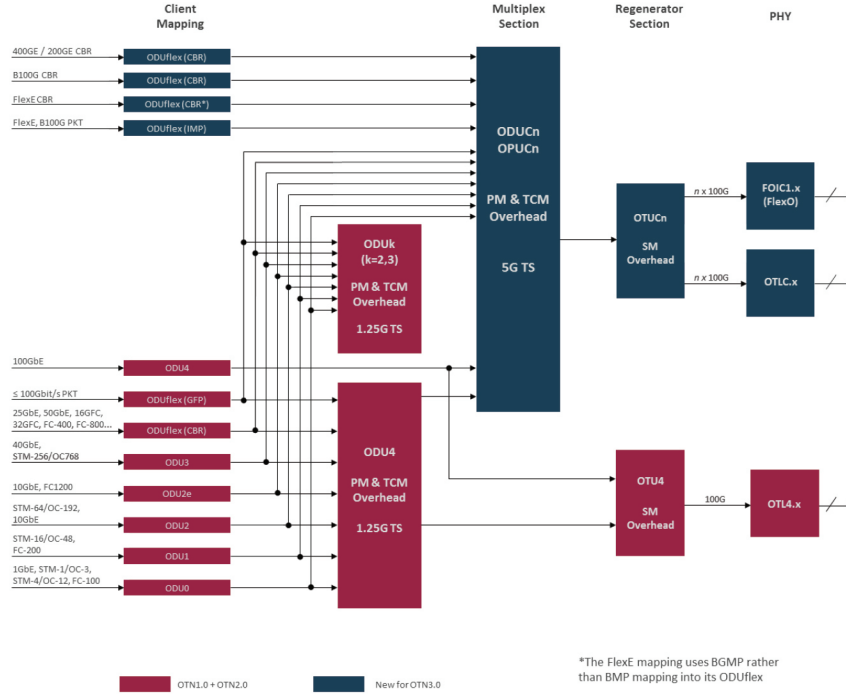 Client
Mapping
Multiplex
Section
Regenerator
Section
PHY
400GE / 200GE CBR
ODUflex (CBR)
B100G CBR
ODUflex (CBR)
FlexE CBR
ODUflex (CBR*)
FlexE, B100G PKT
ODUflex (IMP)
ODUCn
OPUCn
PM & TCM
Overhead
5G TS
ODUk
(k=2,3)
PM & TCM
Overhead
1.25G TS
OTUCn
SM
Overhead
n x 100G
n x 100G
FOIC1.x
(FlexO)
OTLC.x
100GbE
ODU4
≤ 100Gbit/s PKT
ODUflex (GFP)
25GbE, 50GbE, 16GFC,
32GFC, FC-400, FC-800...
ODUflex (CBR)
40GbE,
STM-256/OC768
ODU3
10GbE, FC1200
ODU2e
STM-64/OC-192,
10GbE
ODU2
STM-16/OC-48,
FC-200
ODU1
1GbE, STM-1/OC-3,
STM-4/OC-12, FC-100
ODU0
ODU4
PM & TCM
Overhead
1.25G TS
OTU4
SM
Overhead
100G
OTL4.x
OTN1.0 + OTN2.0
New for OTN3.0
*The FlexE mapping uses BGMP rather
than BMP mapping into its ODUflex